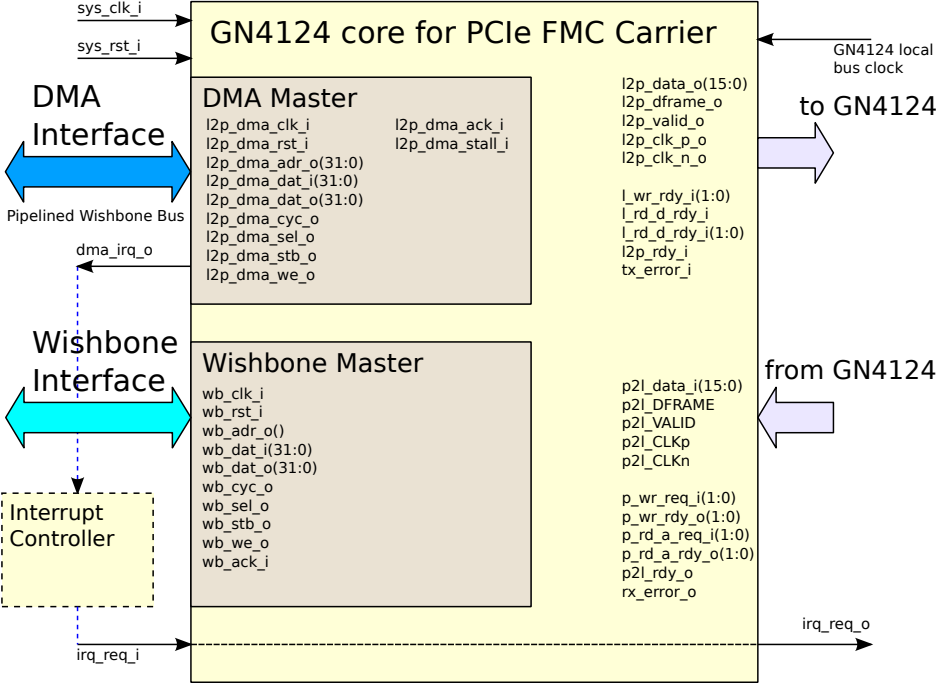 sys_clk_i
sys_rst_i
GN4124 core for PCIe FMC Carrier
GN4124 local
bus clock
DMA
Interface
Pipelined Wishbone Bus
dma_irq_o
DMA Master
l2p_dma_clk_i
l2p_dma_rst_i
l2p_dma_adr_o(31:0)
l2p_dma_dat_i(31:0)
l2p_dma_dat_o(31:0)
l2p_dma_cyc_o
l2p_dma_sel_o
l2p_dma_stb_o
l2p_dma_we_o
l2p_dma_ack_i
l2p_dma_stall_i
l2p_data_o(15:0)
l2p_dframe_o
l2p_valid_o
l2p_clk_p_o
l2p_clk_n_o
l_wr_rdy_i(1:0)
l_rd_d_rdy_i
l_rd_d_rdy_i(1:0)
l2p_rdy_i
tx_error_i
to GN4124
Wishbone
Interface
Wishbone Master
wb_clk_i
wb_rst_i
wb_adr_o()
wb_dat_i(31:0)
wb_dat_o(31:0)
wb_cyc_o
wb_sel_o
wb_stb_o
wb_we_o
wb_ack_i
p2l_data_i(15:0)
p2l_DFRAME
p2l_VALID
p2l_CLKp
p2l_CLKn
p_wr_req_i(1:0)
p_wr_rdy_o(1:0)
p_rd_a_req_i(1:0)
p_rd_a_rdy_o(1:0)
p2l_rdy_o
rx_error_o
from GN4124
Interrupt
Controller
irq_req_i
irq_req_o